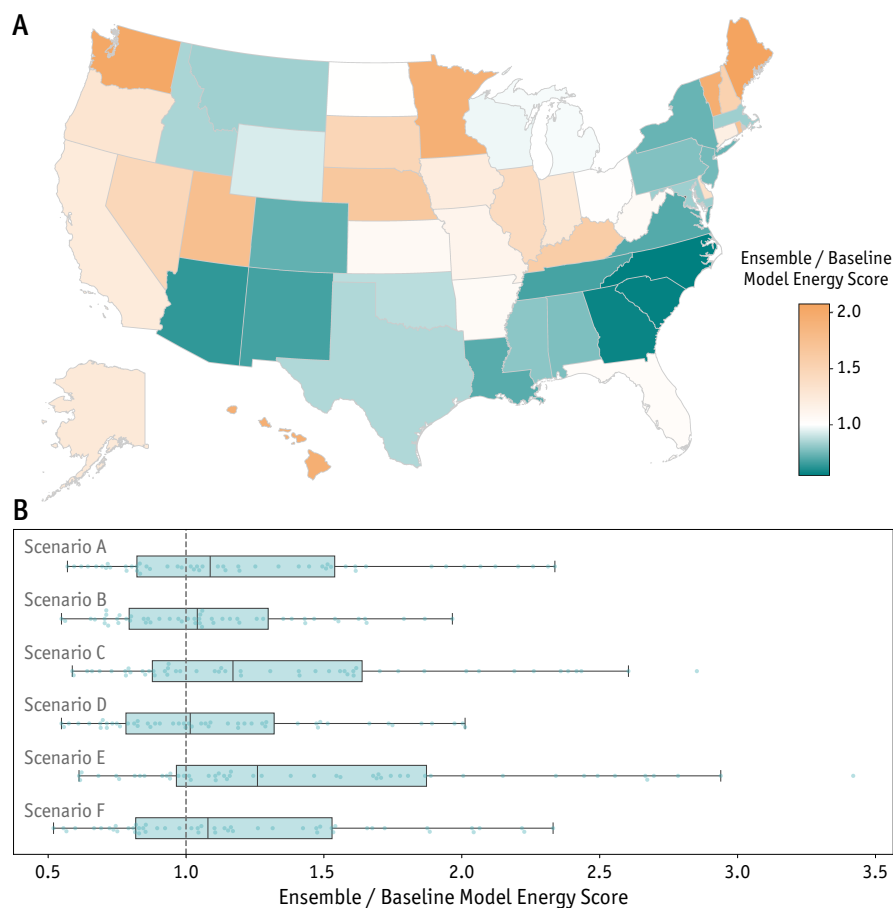 A
Ensemble / Baseline
Model Energy Score
2.0
1.5
1.0
B
Scenario A
Scenario B
Scenario C
Scenario D
Scenario E
Scenario F
0.5 1.0 1.5 2.0 2.5 3.0 3.5
Ensemble / Baseline Model Energy Score